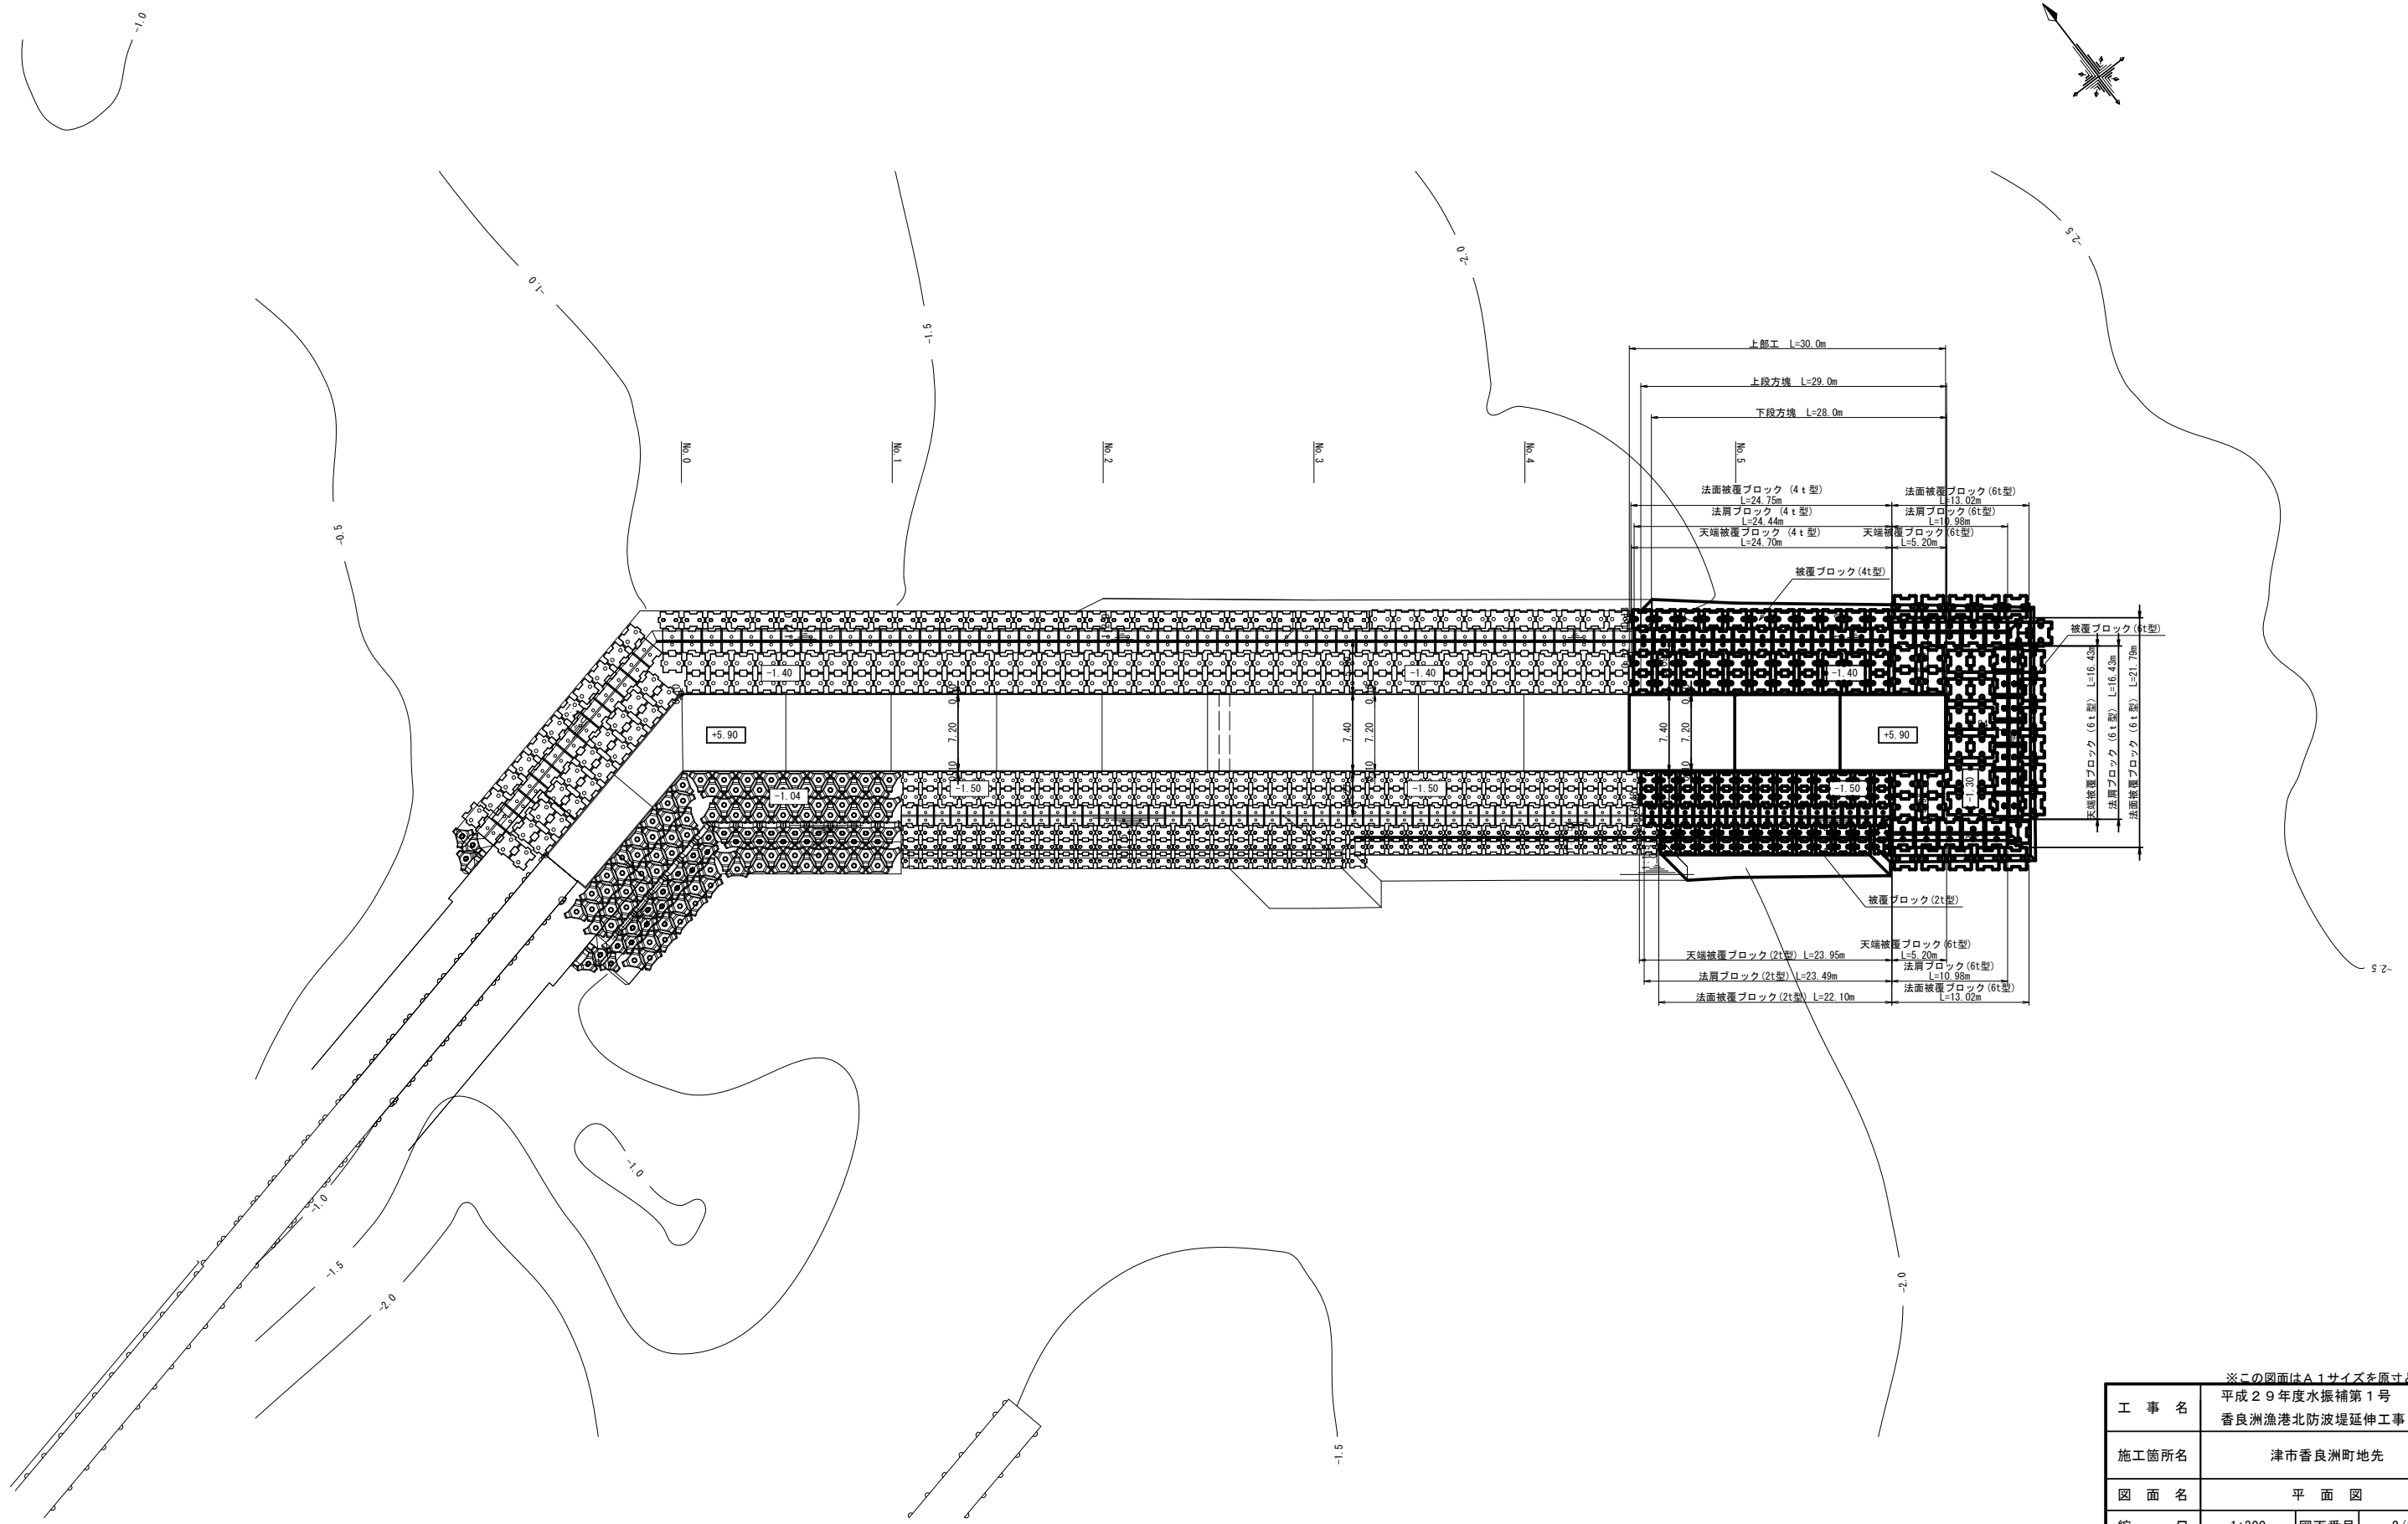 -1.0
-1.0
-1.5
-2.0
-2.5
-0.5
上部工 L=30.0m
上段方塊 L=29.0m
下段方塊 L=28.0m
No.0
No.1
No.2
No.3
No.4
No.5
法面被覆ブロック (4ｔ型)
L=24.75m
法面被覆ブロック(6t型)
L=13.02m
法肩ブロック (4ｔ型)
L=24.44m
法肩ブロック(6t型)
L=10.98m
天端被覆ブロック (4ｔ型)
L=24.70m
天端被覆ブロック(6t型)
L=5.20m
被覆ブロック(4t型)
被覆ブロック(6t型)
-1.40
-1.40
-1.40
+5.90
7.20
7.40
7.20
7.40
7.20
+5.90
-1.04
-1.50
-1.50
-1.50
-1.30
天端被覆ブロック (6ｔ型) L=16.43m
法肩ブロック (6ｔ型) L=16.43m
法面被覆ブロック (6ｔ型) L=21.79m
被覆ブロック(2t型)
天端被覆ブロック(2t型) L=23.95m
天端被覆ブロック(6t型)
L=5.20m
法肩ブロック(2t型) L=23.49m
法肩ブロック(6t型)
L=10.98m
法面被覆ブロック(2t型) L=22.10m
法面被覆ブロック(6t型)
L=13.02m
-2.5
-1.0
-1.0
-1.5
-2.0
-2.0
-1.5
※この図面はＡ１サイズを原寸
工 事 名
平成２９年度水振補第１号
香良洲漁港北防波堤延伸工事
施工箇所名
津市香良洲町地先
図 面 名
平 面 図